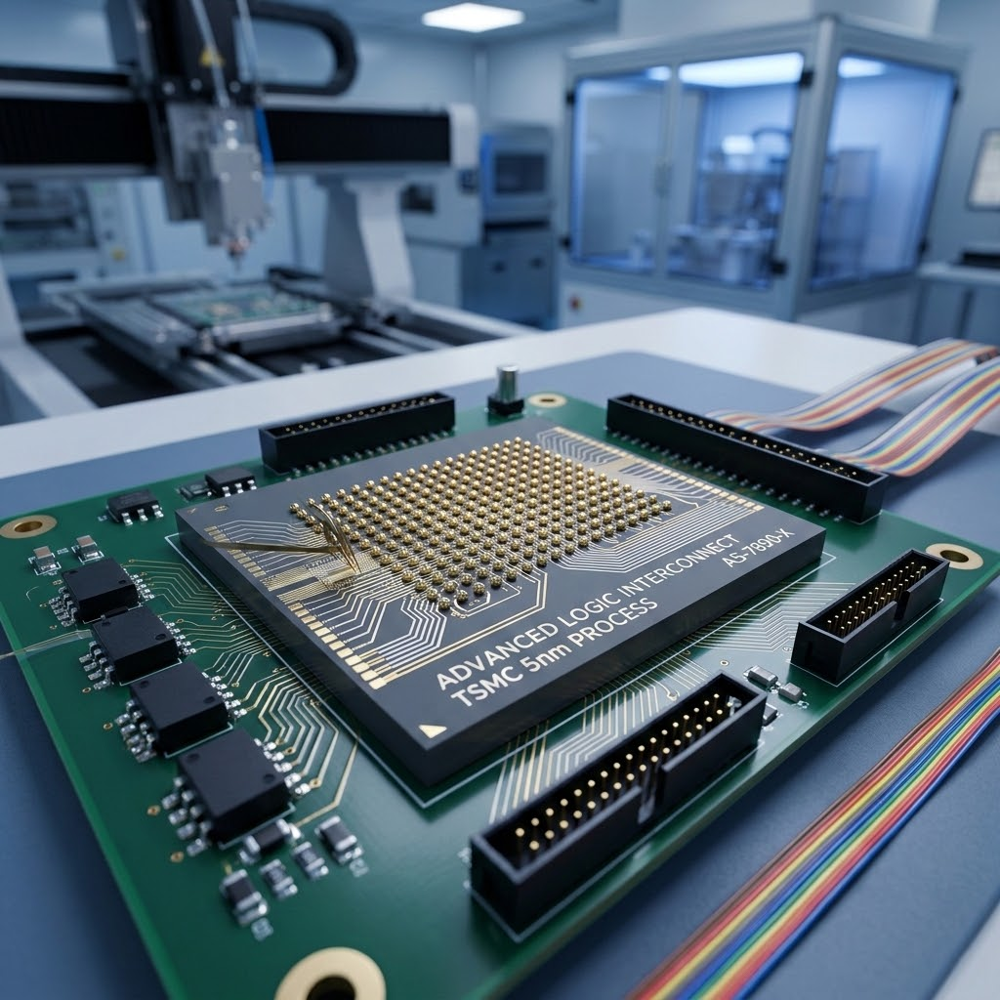 ADVANCED LOGIC INTERCONNECT
TSMC 5nm PROCESS
AS-7890-X